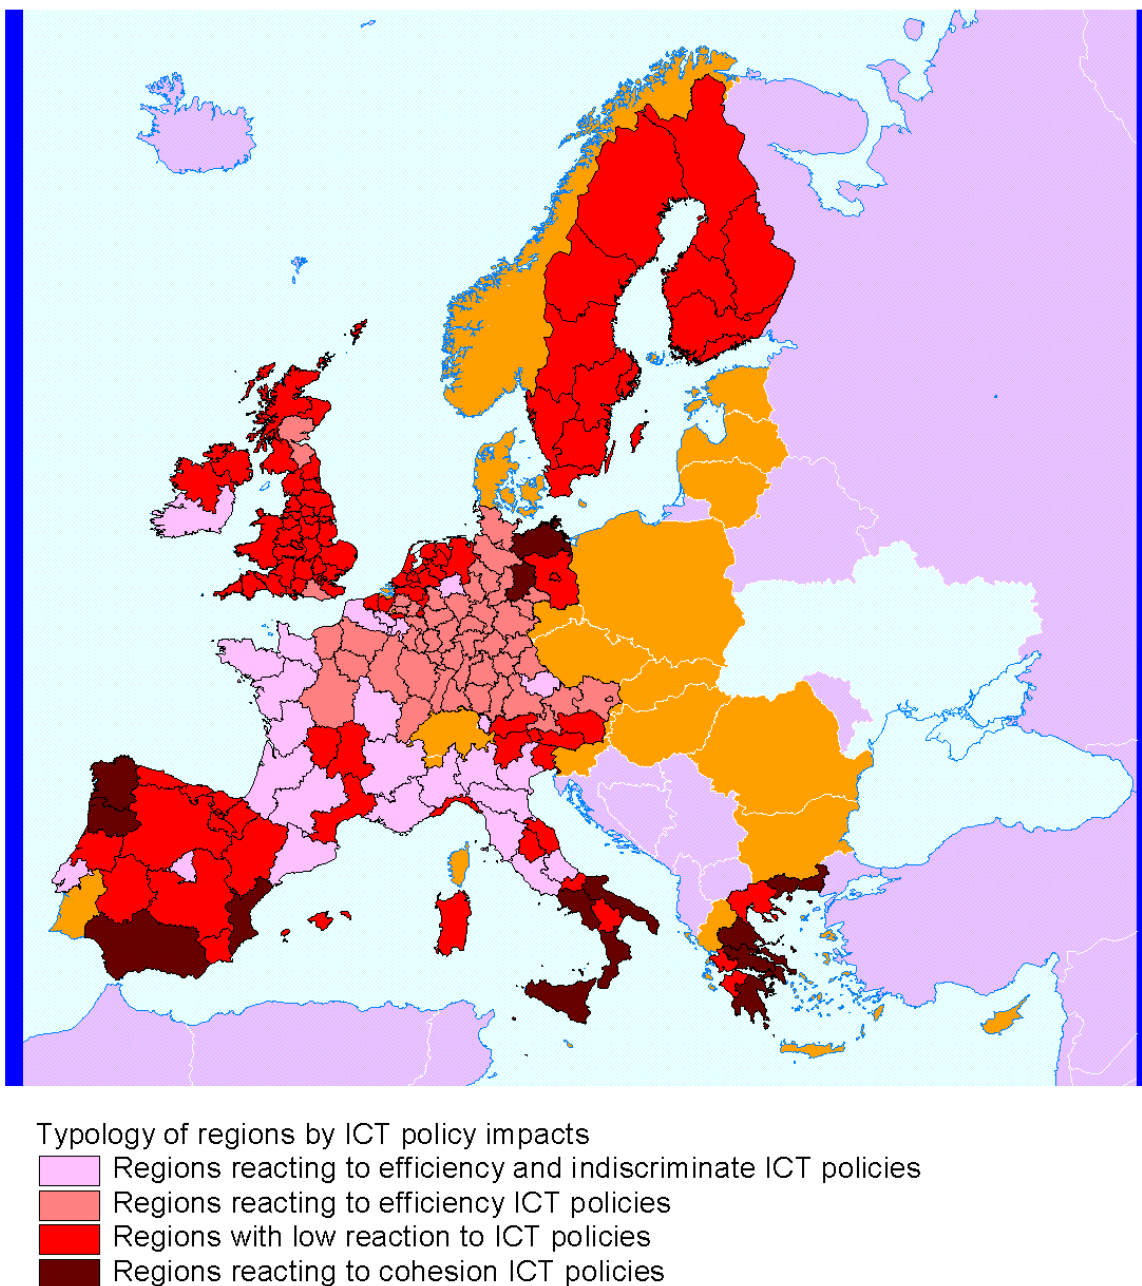 Typology of regions by ICT policy impacts
Regions reacting to efficiency and indiscriminate ICT policies
Regions reacting to efficiency ICT policies
Regions with low reaction to ICT policies
Regions reacting to cohesion ICT policies